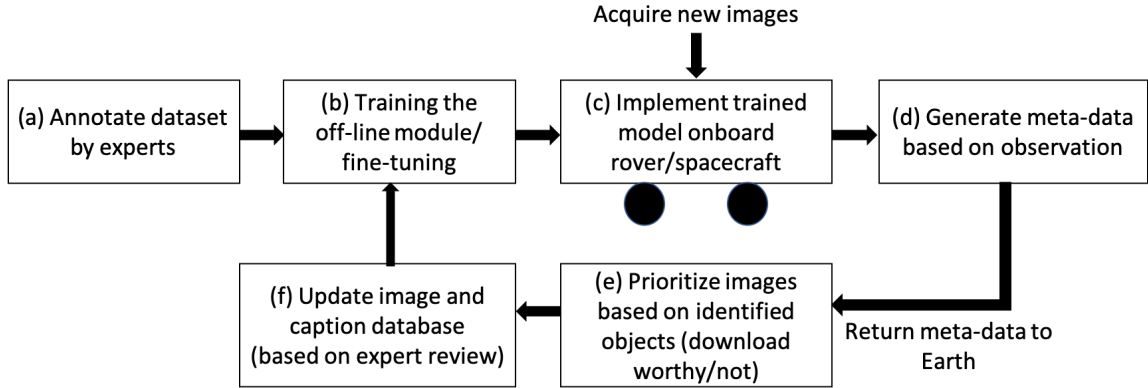 Acquire new images
(a) Annotate dataset
by experts
(b) Training the
off-line module/
fine-tuning
(c) Implement trained
model onboard
rover/spacecraft
(d) Generate meta-data
based on observation
(e) Prioritize images
based on identified
objects (download
worthy/not)
Return meta-data to
Earth
(f) Update image and
caption database
(based on expert review)